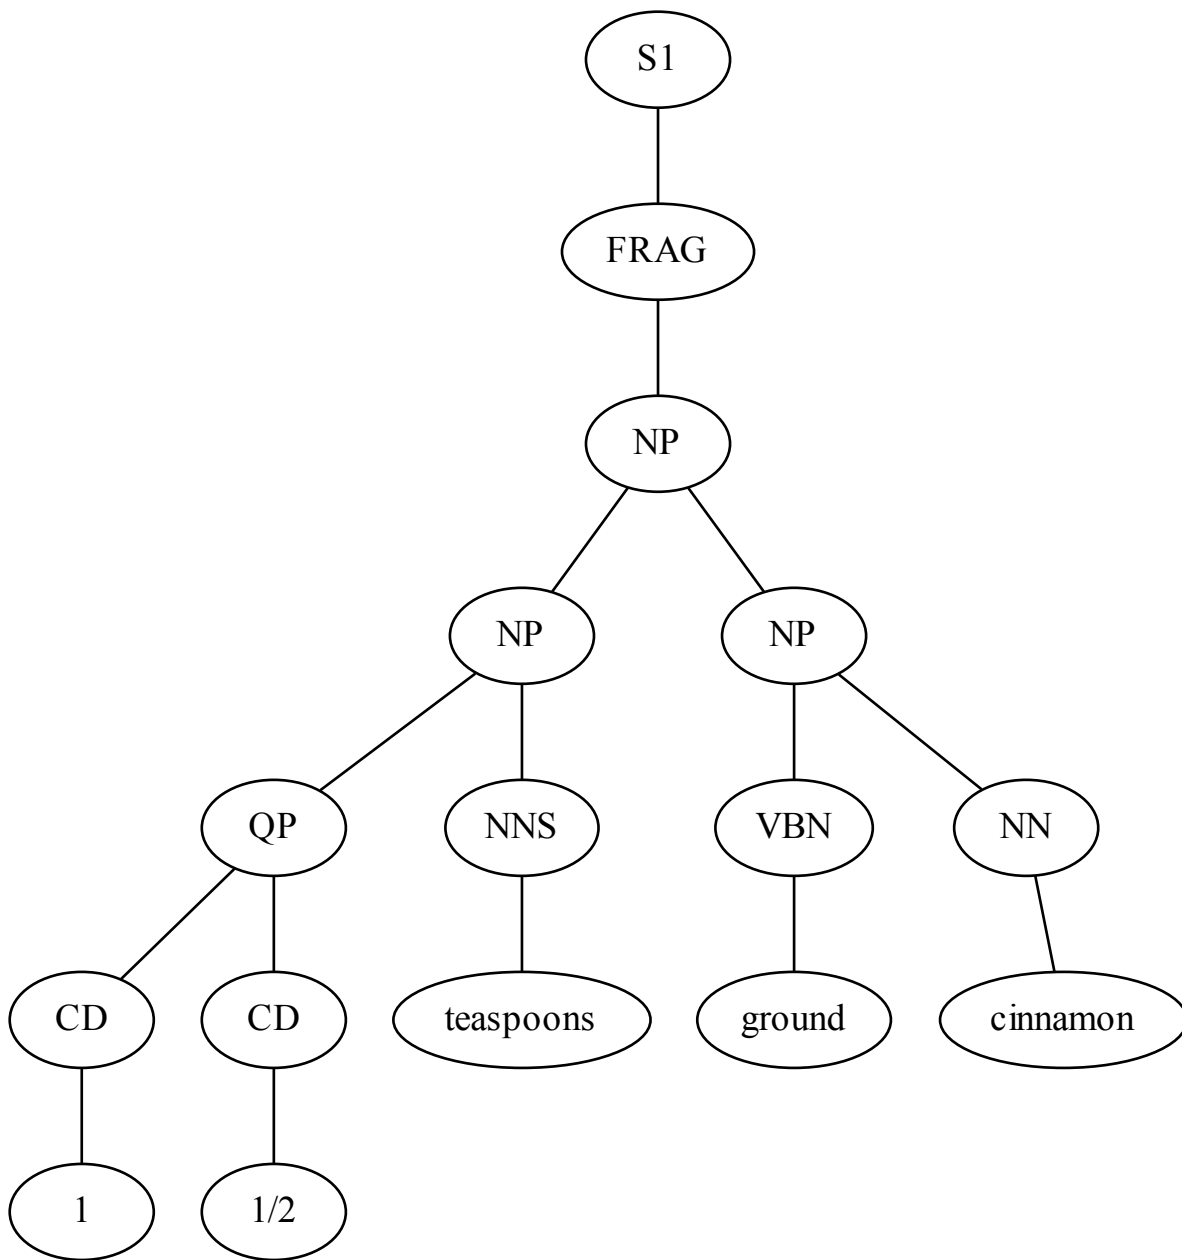 S1
FRAG
NP
NP NP
QP NNS VBN NN
CD CD teaspoons ground cinnamon
1 1/2